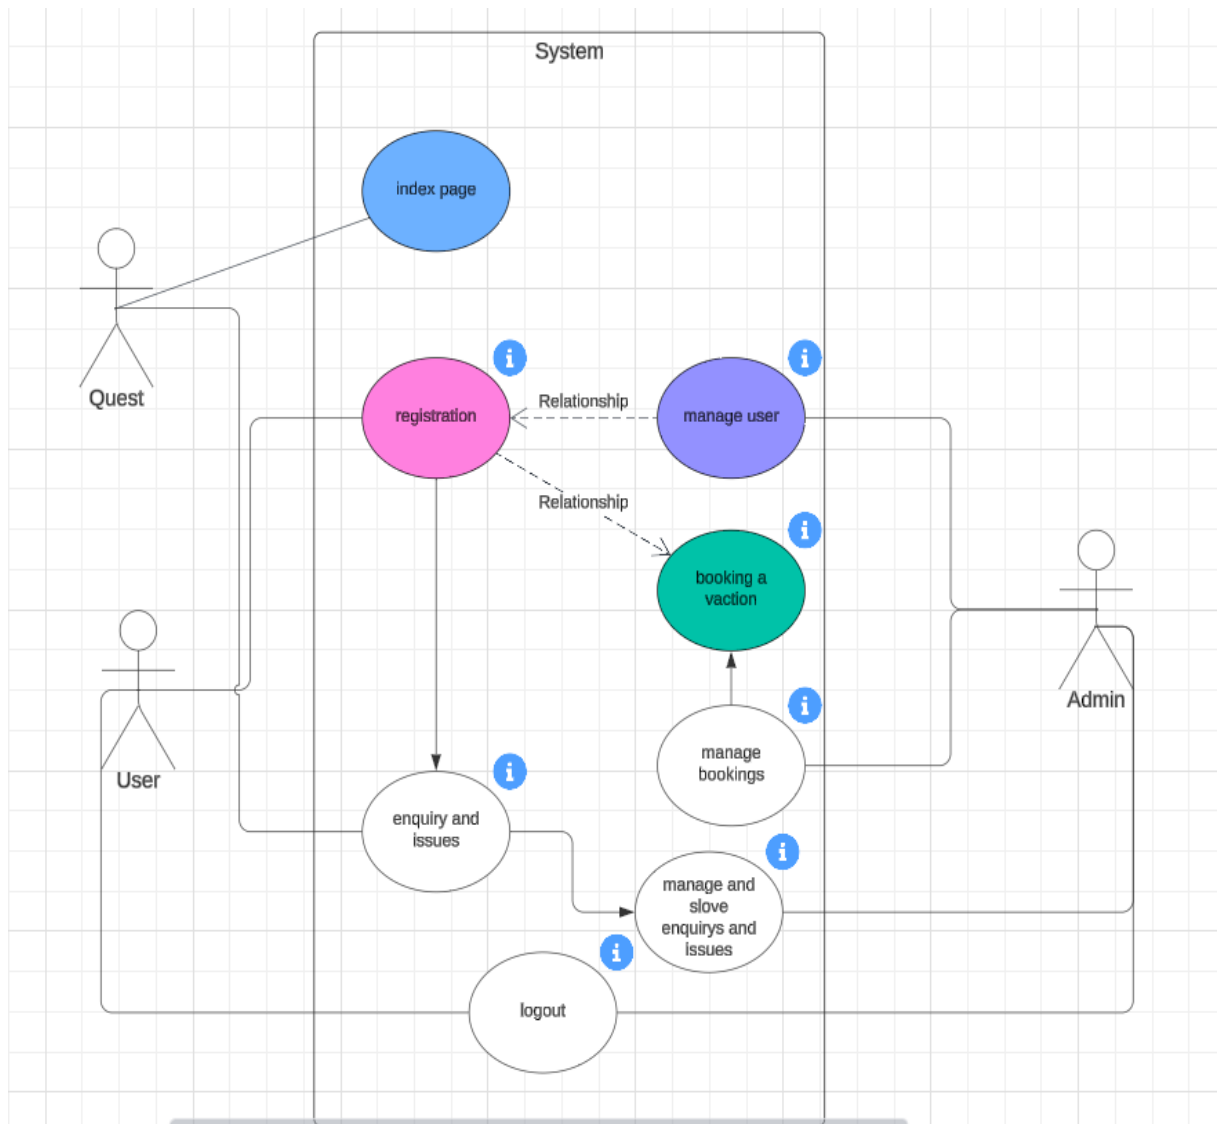 System
index page
Quest
registration
Relationship
manage user
Relationship
booking a
vaction
Admin
User
manage
bookings
enquiry and
issues
manage and
slove
enquirys and
issues
logout